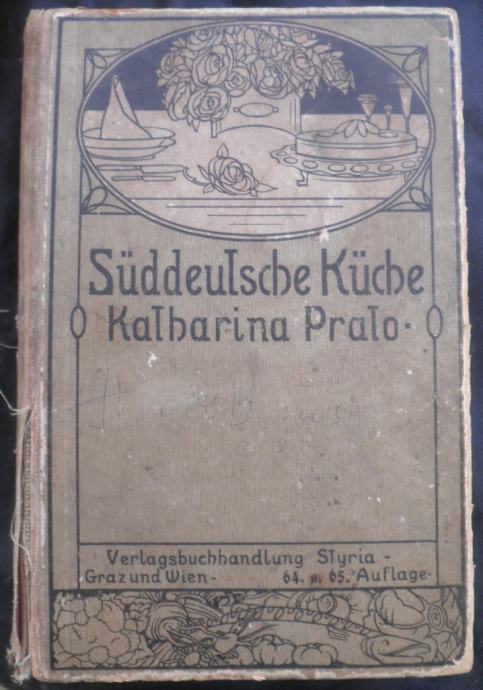 Süddeutsche Küche
Katharina Prato.
Verlagsbuchhandlung Styria -
Graz und Wien - 64. u. 65. Auflage.